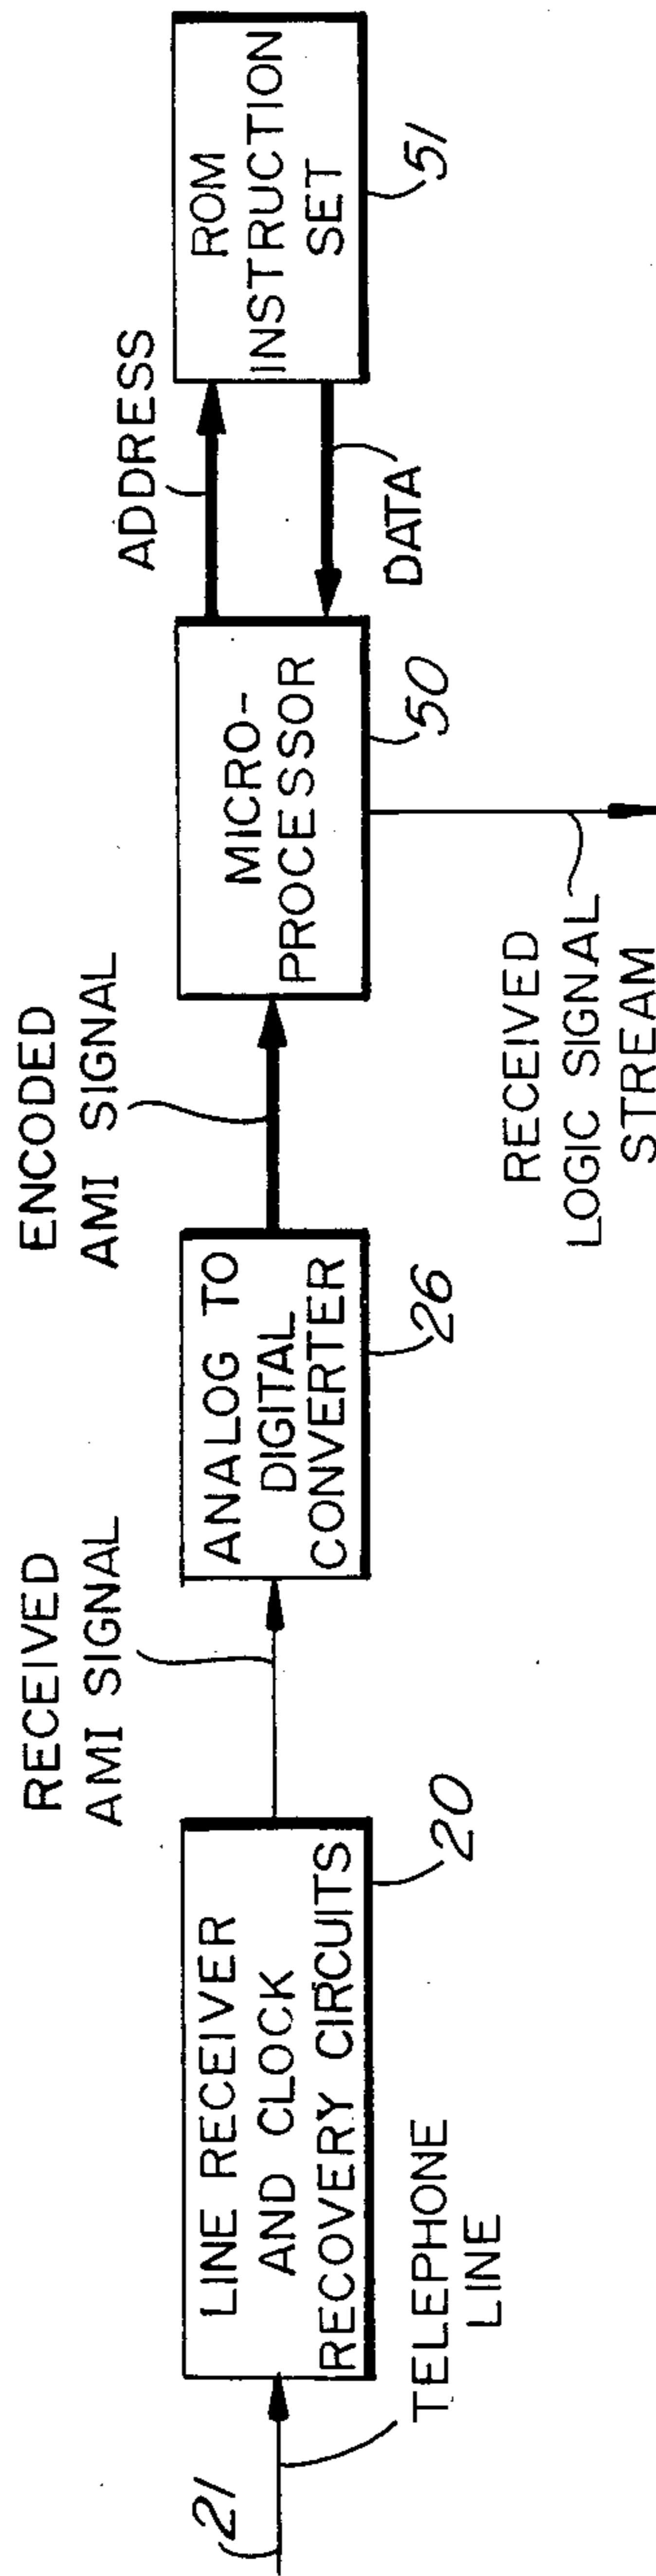 21
TELEPHONE
LINE
LINE RECEIVER
AND CLOCK
RECOVERY CIRCUITS
20
RECEIVED
AMI SIGNAL
ANALOG TO
DIGITAL
CONVERTER
26
ENCODED
AMI SIGNAL
MICRO-
PROCESSOR
50
RECEIVED
LOGIC SIGNAL
STREAM
ADDRESS
DATA
ROM
INSTRUCTION
SET
51